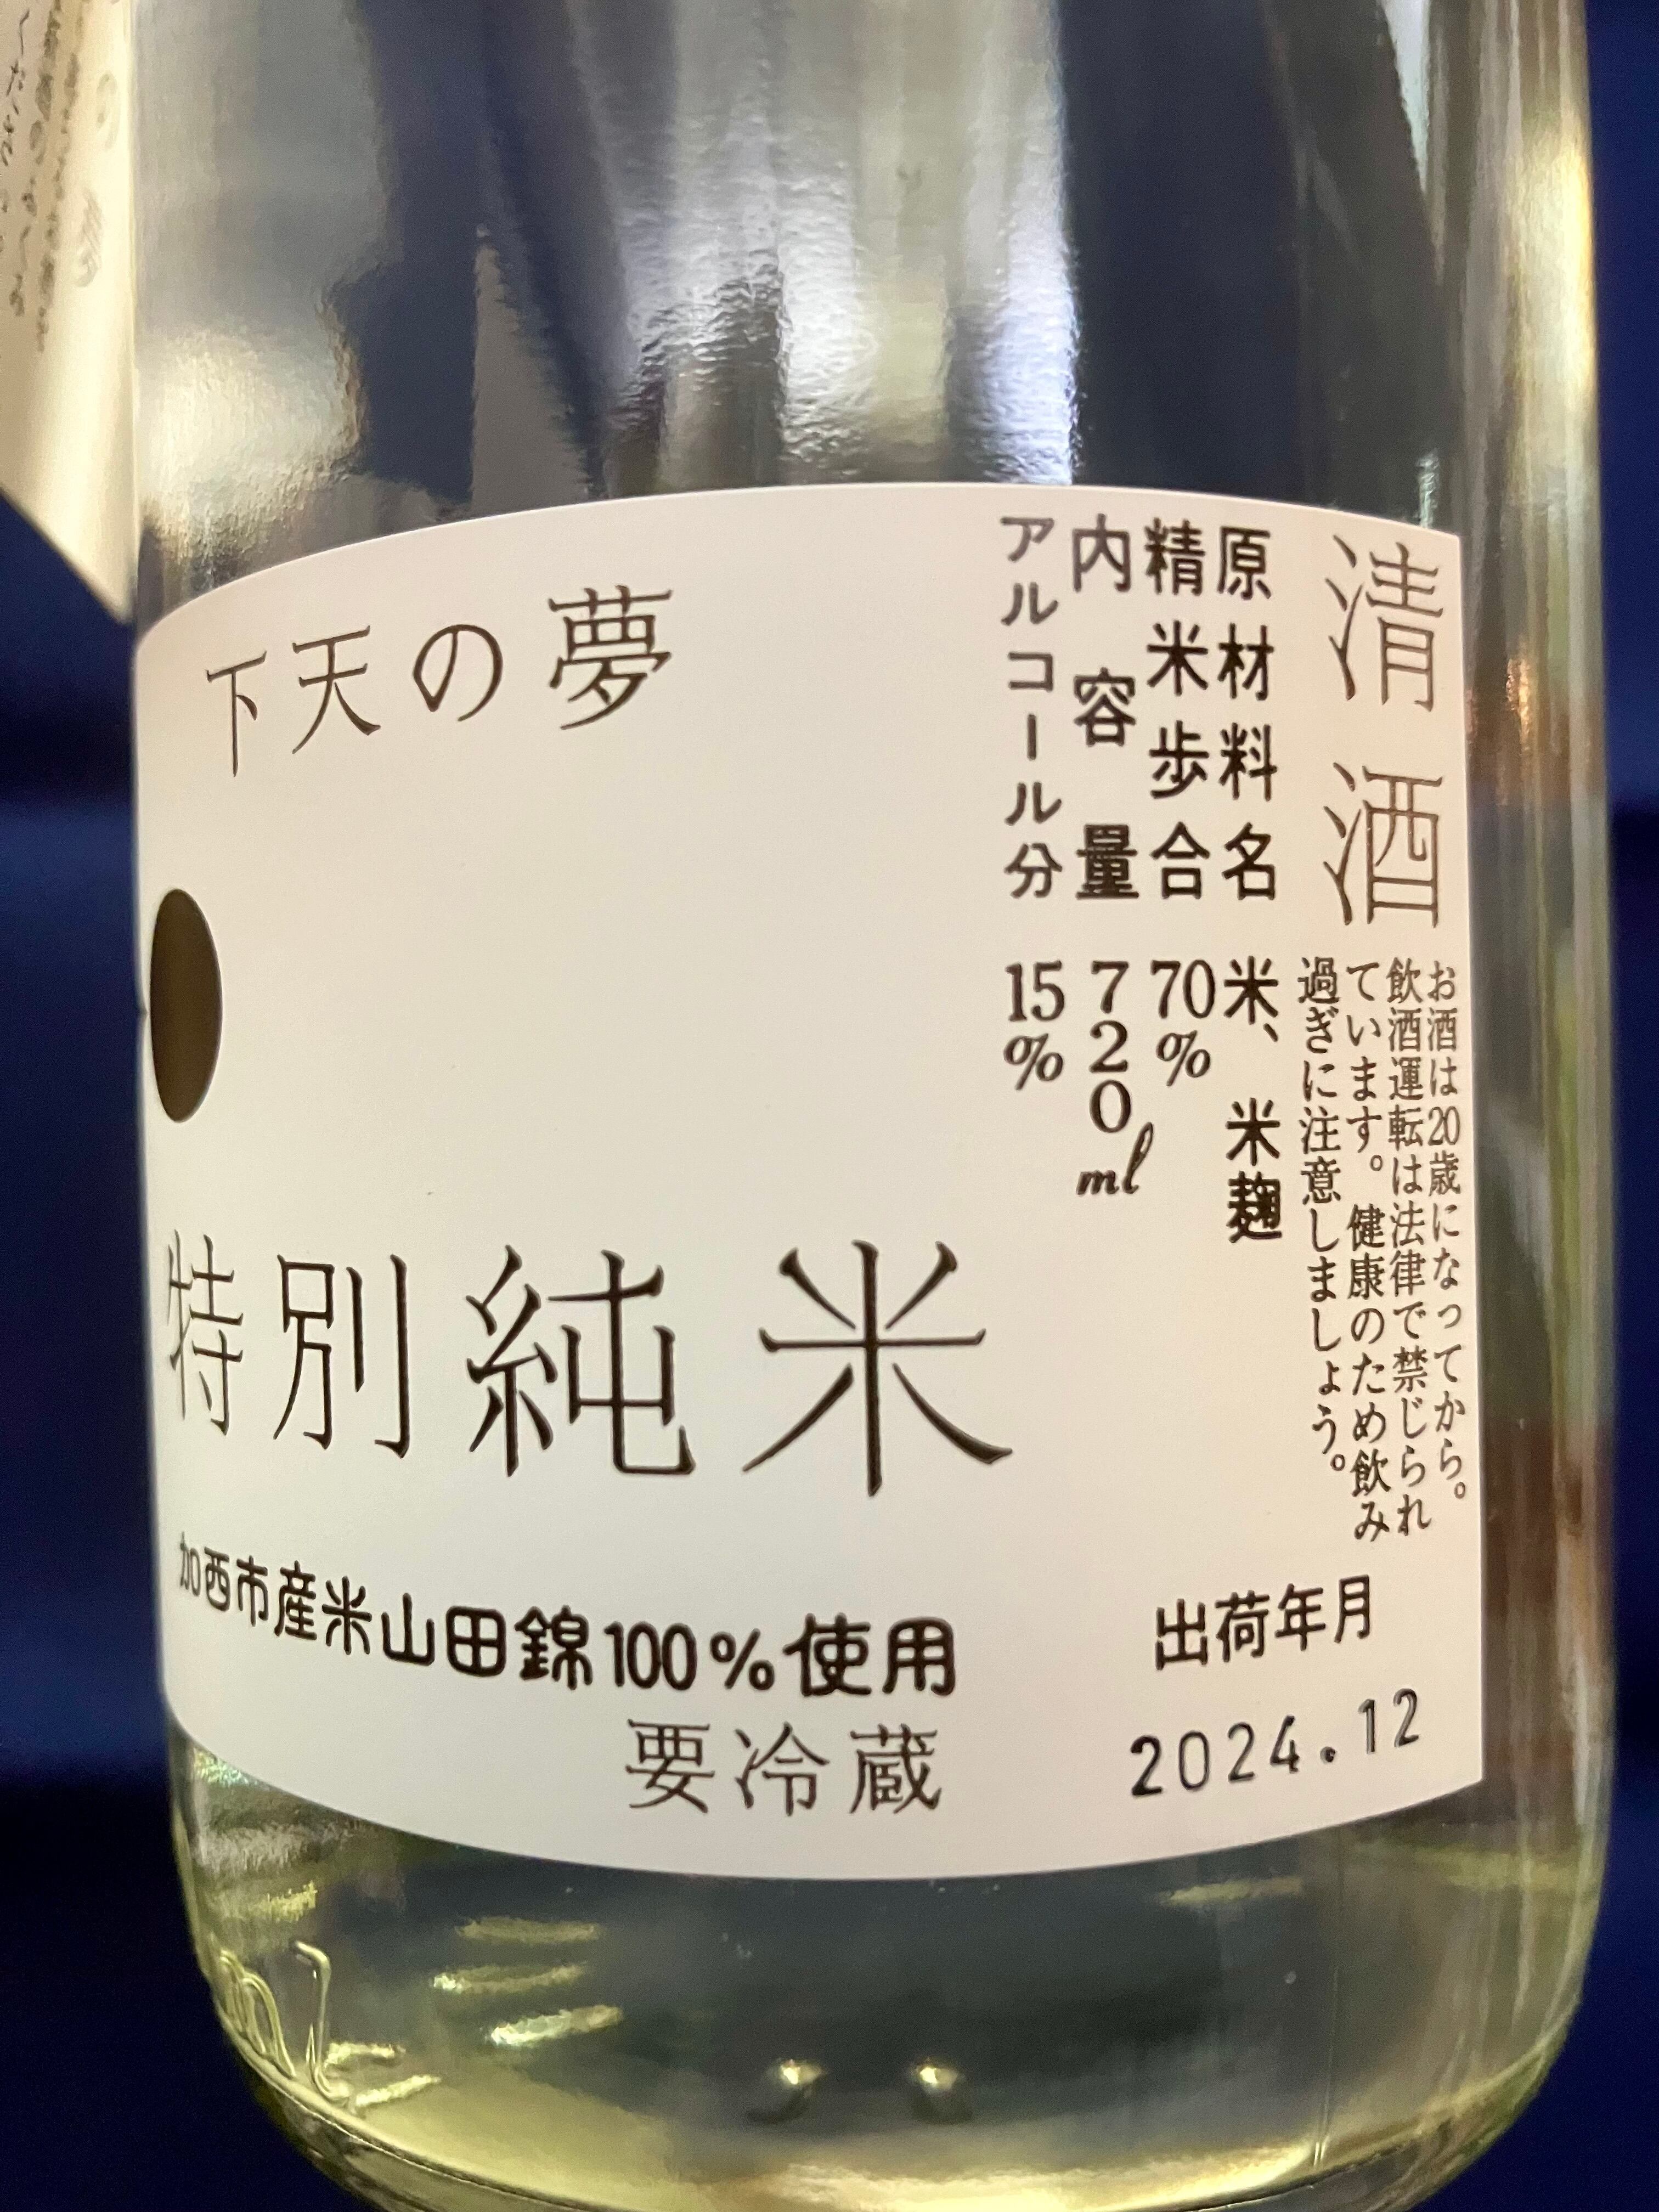 下天の夢
特別純米
加西市産米山田錦100%使用
要冷蔵
清酒
お酒は20歳になってから。
飲酒運転は法律で禁じられ
ています。健康のため飲み
過ぎに注意しましょう。
原材料名 米、米麹
精米歩合 70%
内容量 720ml
アルコール分 15%
出荷年月
2024.12